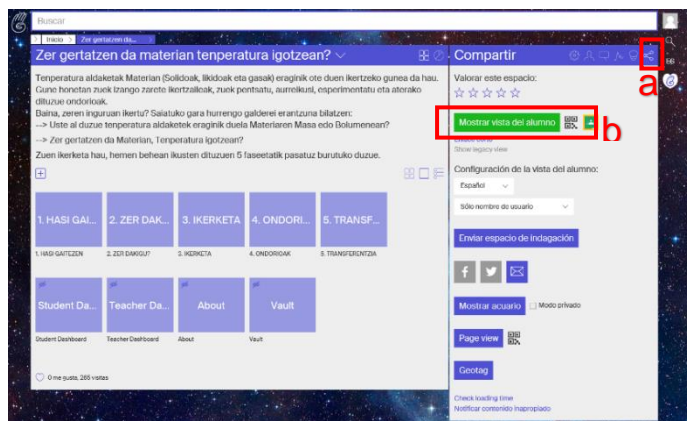 Buscar
Inicio
Zer gertatzen da...
Zer gertatzen da materian tenperatura igotzean?
Tenperatura aldaketak Materian (Solidoak, likidoak eta gasak) eraginik ote duen ikertzeko gunea da hau.
Gune honetan zuek izango zarete ikertzaileak, zuek pentsatu, aurreikusi, esperimentatu eta aterako
dituzue ondorioak.
Baina, zeren inguruan ikertu? Saiatuko gara hurrengo galderei erantzuna bilatzen:
--> Uste al duzue tenperatura aldaketek eraginik duela Materiaren Masa edo Bolumenean?
--> Zer gertatzen da Materian, Tenperatura igotzean?
Zuen ikerketa hau, hemen behean ikusten dituzuen 5 faseetatik pasatuz burutuko duzue.
1. HASI GAI... 2. ZER DAK... 3. IKERKETA 4. ONDORI... 5. TRANSF...
1. HASI GAITEZEN 2. ZER DAKIGU? 3. IKERKETA 4. ONDORIOAK 5. TRANSFERENTZIA
Student Da... Teacher Da... About Vault
Student Dashboard Teacher Dashboard About Vault
0 me gusta, 265 visitas
Compartir
a
Valorar este espacio:
Mostrar vista del alumno
b
Show legacy view
Configuración de la vista del alumno:
Español
Sólo nombre de usuario
Enviar espacio de indagación
Mostrar acuario Modo privado
Page view
Geotag
Check loading time
Notificar contenido inapropiado